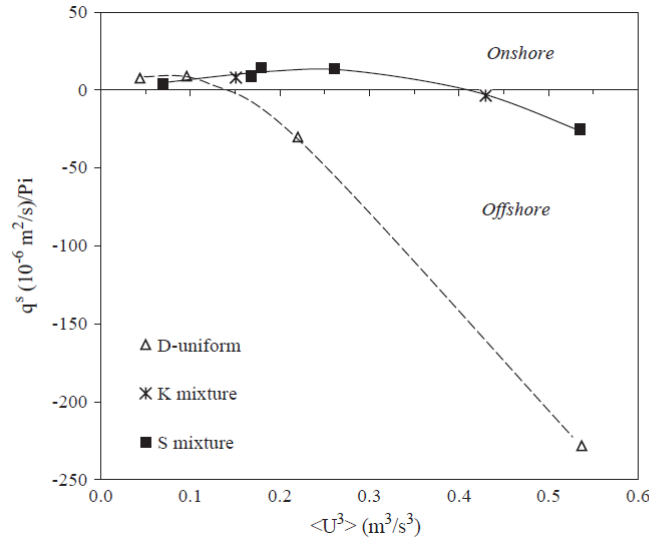 50
0
-50
-100
-150
-200
-250
q^s (10^-6 m^2/s)/Pi
Onshore
Offshore
D-uniform
K mixture
S mixture
0.0 0.1 0.2 0.3 0.4 0.5 0.6
<U^3> (m^3/s^3)